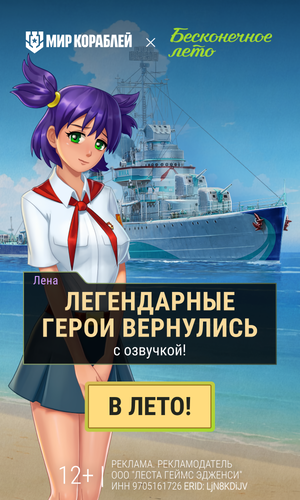 МИР КОРАБЛЕЙ × Бесконечное
лето
Лена
ЛЕГЕНДАРНЫЕ
ГЕРОИ ВЕРНУЛИСЬ
с озвучкой!
В ЛЕТО!
12+ | РЕКЛАМА. РЕКЛАМОДАТЕЛЬ
ООО "ЛЕСТА ГЕЙМС ЭДЖЕНСИ"
ИНН 9705161726 ERID: LjN8KDiJV